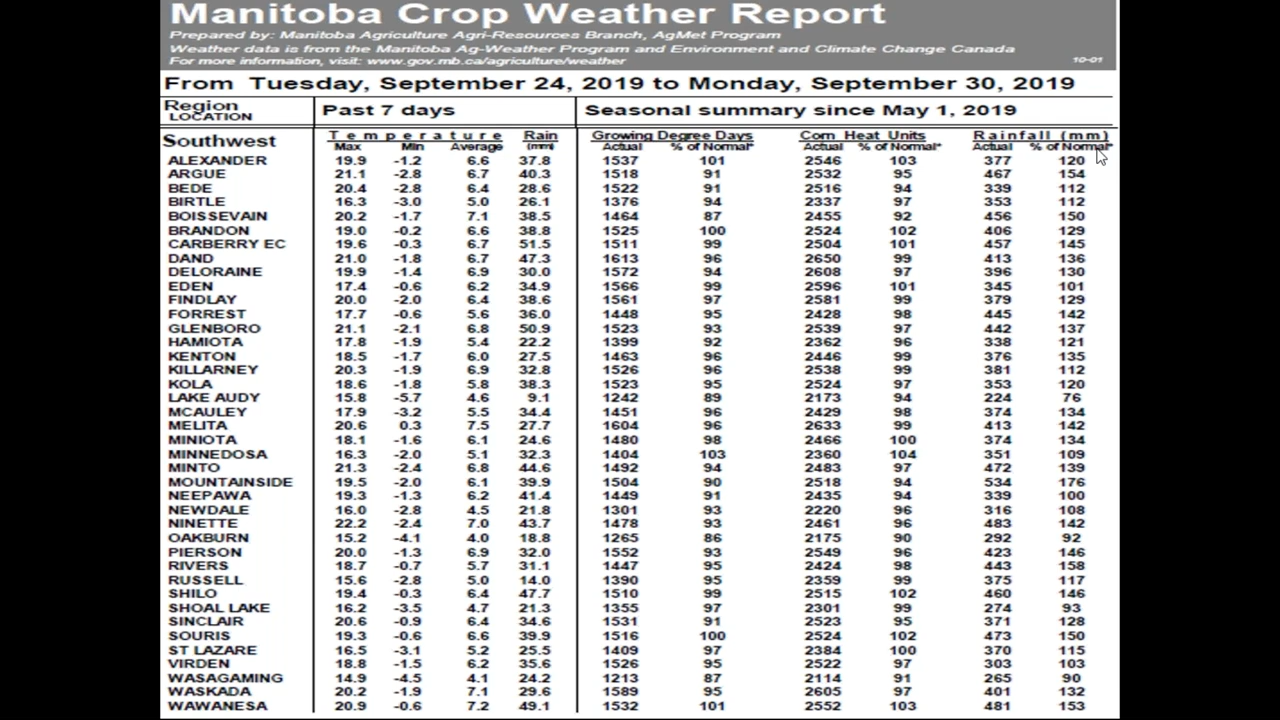 Manitoba Crop Weather Report
Prepared by: Manitoba Agriculture Agri-Resources Branch, AgMet Program
Weather data is from the Manitoba Ag-Weather Program and Environment and Climate Change Canada
For more information, visit: www.gov.mb.ca/agriculture/weather 10-01
From Tuesday, September 24, 2019 to Monday, September 30, 2019
Region LOCATION Past 7 days Seasonal summary since May 1, 2019
Southwest Temperature Rain Growing Degree Days Corn Heat Units Rainfall (mm)
Max Min Average (mm) Actual % of Normal* Actual % of Normal* Actual % of Normal*
ALEXANDER 19.9 -1.2 6.6 37.8 1537 101 2546 103 377 120
ARGUE 21.1 -2.8 6.7 40.3 1518 91 2532 95 467 154
BEDE 20.4 -2.8 6.4 28.6 1522 91 2516 94 339 112
BIRTLE 16.3 -3.0 5.0 26.1 1376 94 2337 97 353 112
BOISSEVAIN 20.2 -1.7 7.1 38.5 1464 87 2455 92 456 150
BRANDON 19.0 -0.2 6.6 38.8 1525 100 2524 102 406 129
CARBERRY EC 19.6 -0.3 6.7 51.5 1511 99 2504 101 457 145
DAND 21.0 -1.8 6.7 47.3 1613 96 2650 99 413 136
DELORAINE 19.9 -1.4 6.9 30.0 1572 94 2608 97 396 130
EDEN 17.4 -0.6 6.2 34.9 1566 99 2596 101 345 101
FINDLAY 20.0 -2.0 6.4 38.6 1561 97 2581 99 379 129
FORREST 17.7 -0.6 5.6 36.0 1448 95 2428 98 445 142
GLENBORO 21.1 -2.1 6.8 50.9 1523 93 2539 97 442 137
HAMIOTA 17.8 -1.9 5.4 22.2 1399 92 2362 96 338 121
KENTON 18.5 -1.7 6.0 27.5 1463 96 2446 99 376 135
KILLARNEY 20.3 -1.9 6.9 32.8 1526 96 2538 99 381 112
KOLA 18.6 -1.8 5.8 38.3 1523 95 2524 97 353 120
LAKE AUDY 15.8 -5.7 4.6 9.1 1242 89 2173 94 224 76
MCAULEY 17.9 -3.2 5.5 34.4 1451 96 2429 98 374 134
MELITA 20.6 0.3 7.5 27.7 1604 96 2633 99 413 142
MINIOTA 18.1 -1.6 6.1 24.6 1480 98 2466 100 374 134
MINNEDOSA 16.3 -2.0 5.1 32.3 1404 103 2360 104 351 109
MINTO 21.3 -2.4 6.8 44.6 1492 94 2483 97 472 139
MOUNTAINSIDE 19.5 -2.0 6.1 39.9 1504 90 2518 94 534 176
NEEPAWA 19.3 -1.3 6.2 41.4 1449 91 2435 94 339 100
NEWDALE 16.0 -2.8 4.5 21.8 1301 93 2220 96 316 108
NINETTE 22.2 -2.4 7.0 43.7 1478 93 2461 96 483 142
OAKBURN 15.2 -4.1 4.0 18.8 1265 86 2175 90 292 92
PIERSON 20.0 -1.3 6.9 32.0 1552 93 2549 96 423 146
RIVERS 18.7 -0.7 5.7 31.1 1447 95 2424 98 443 158
RUSSELL 15.6 -2.8 5.0 14.0 1390 95 2359 99 375 117
SHILO 19.4 -0.3 6.4 47.7 1510 99 2515 102 460 146
SHOAL LAKE 16.2 -3.5 4.7 21.3 1355 97 2301 99 274 93
SINCLAIR 20.6 -0.9 6.4 34.6 1531 91 2523 95 371 128
SOURIS 19.3 -0.6 6.6 39.9 1516 100 2524 102 473 150
ST LAZARE 16.5 -3.1 5.2 25.5 1409 97 2384 100 370 115
VIRDEN 18.8 -1.5 6.2 35.6 1526 95 2522 97 303 103
WASAGAMING 14.9 -4.5 4.1 24.2 1213 87 2114 91 265 90
WASKADA 20.2 -1.9 7.1 29.6 1589 95 2605 97 401 132
WAWANESA 20.9 -0.6 7.2 49.1 1532 101 2552 103 481 153